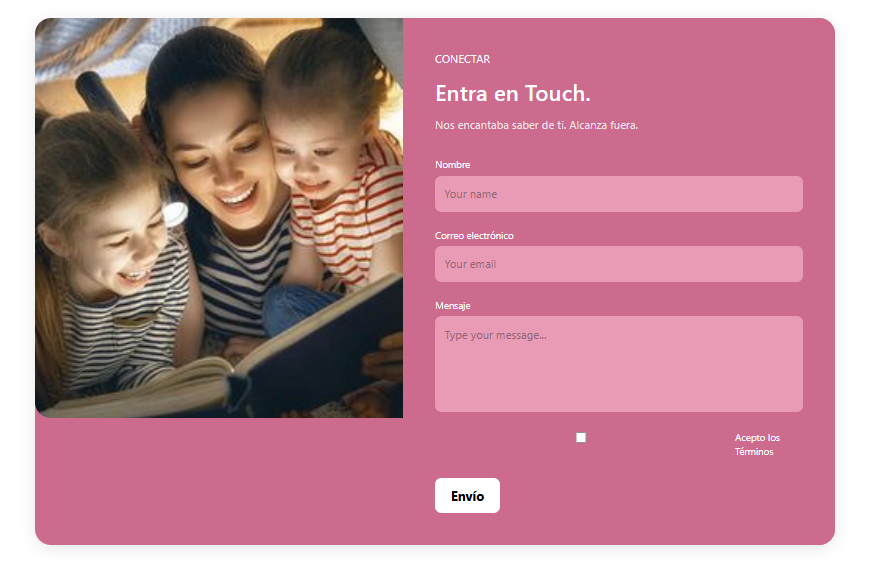 CONECTAR
Entra en Touch.
Nos encantaba saber de ti. Alcanza fuera.
Nombre
Your name
Correo electrónico
Your email
Mensaje
Type your message...
Acepto los
Términos
Envío